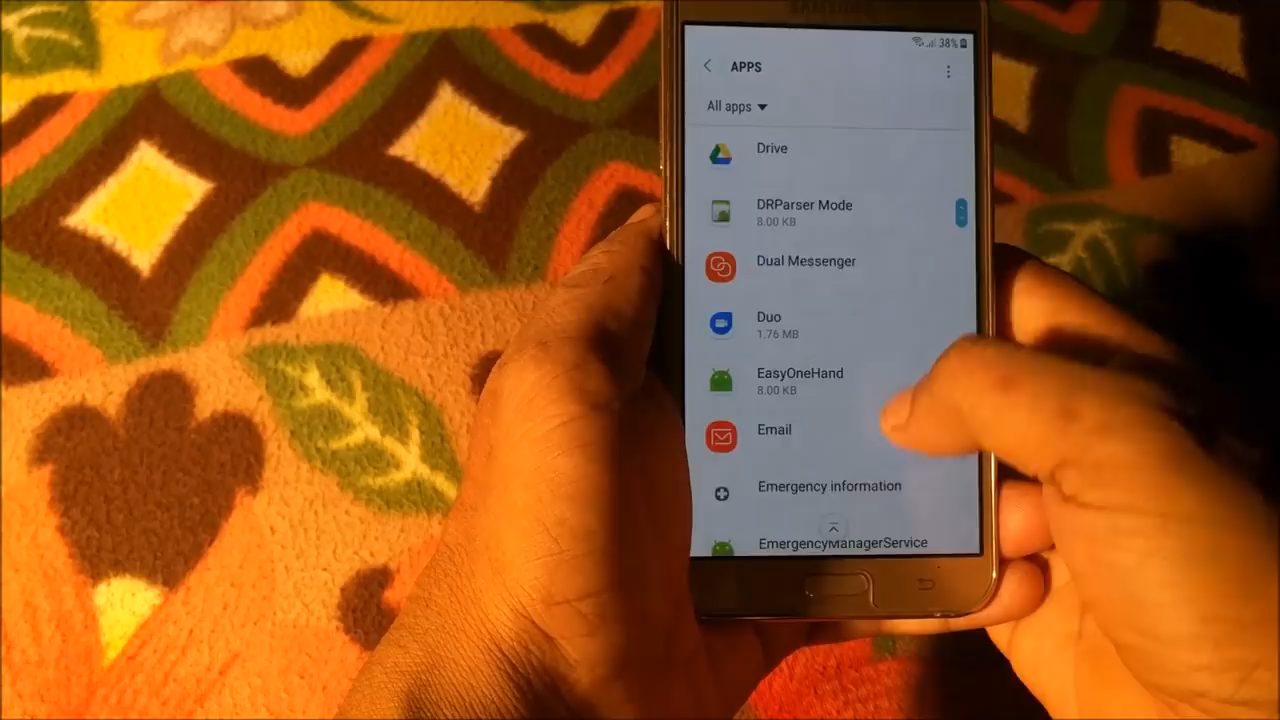 SAMSUNG
38%
APPS
All apps
Drive
DRParser Mode
8.00 KB
Dual Messenger
Duo
1.76 MB
EasyOneHand
8.00 KB
Email
Emergency information
EmergencyManagerService